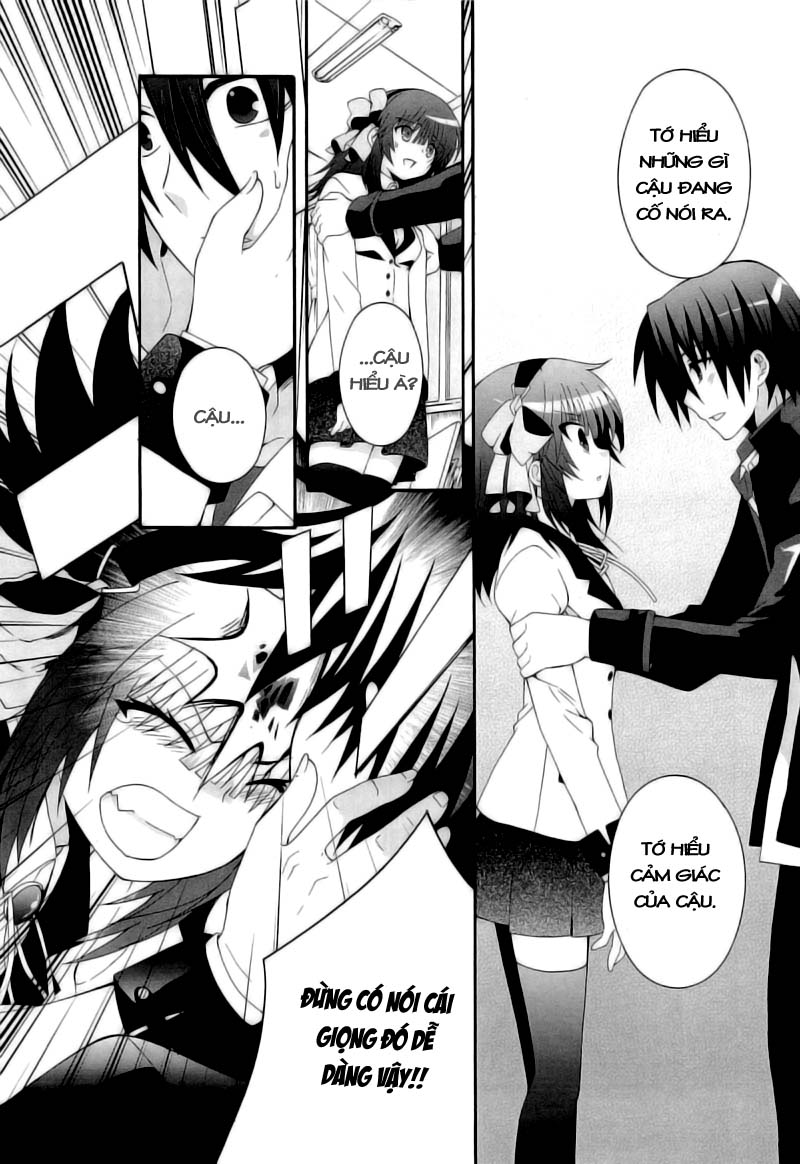 TỚ HIỂU
NHỮNG GÌ
CẬU ĐANG
CỐ NÓI RA.
TỚ HIỂU
CẢM GIÁC
CỦA CẬU.
...CẬU
HIỂU À?
CẬU...
ĐỪNG CÓ NÓI CÁI
GIỌNG ĐÓ DỄ
DÀNG VẬY!!